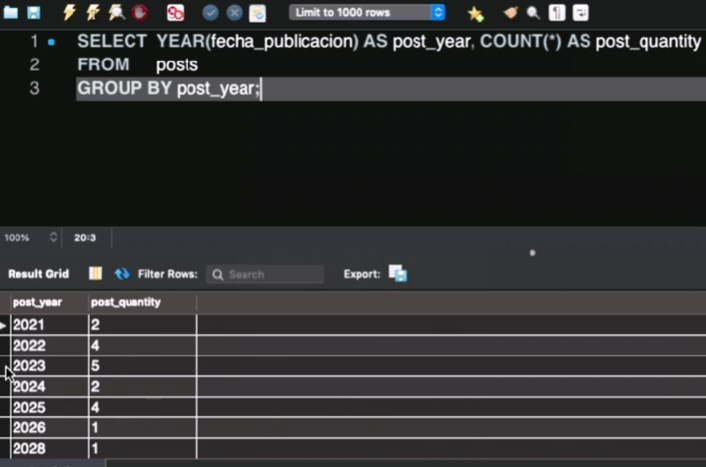 Limit to 1000 rows
1 SELECT YEAR(fecha_publicacion) AS post_year, COUNT(*) AS post_quantity
2 FROM posts
3 GROUP BY post_year;
100% 20:3
Result Grid Filter Rows: Search Export:
post_year post_quantity
2021 2
2022 4
2023 5
2024 2
2025 4
2026 1
2028 1